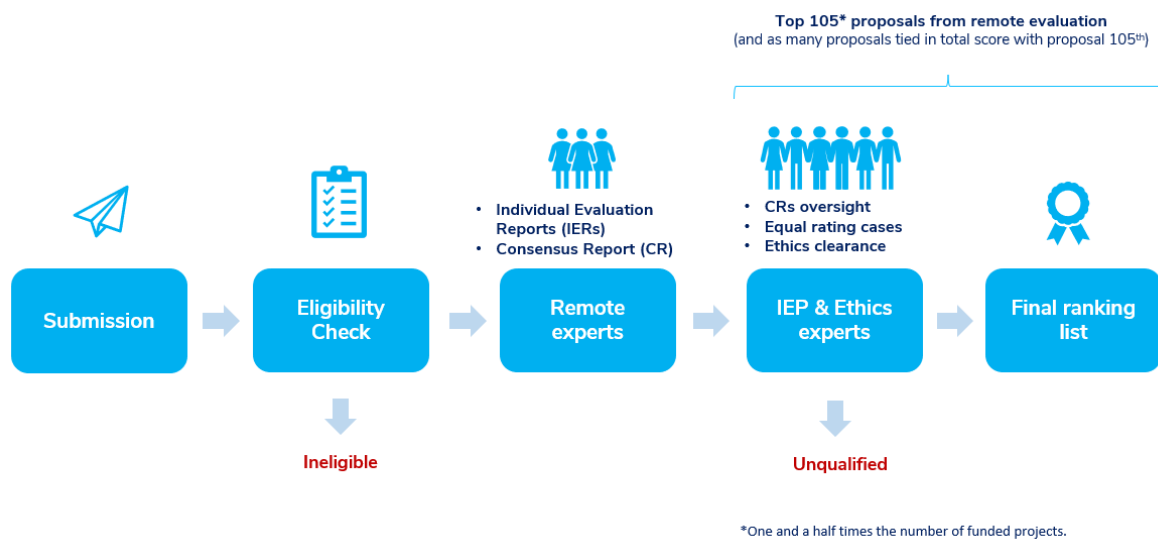 Top 105* proposals from remote evaluation
(and as many proposals tied in total score with proposal 105th)
• Individual Evaluation
Reports (IERs)
• Consensus Report (CR)
• CRs oversight
• Equal rating cases
• Ethics clearance
Submission
Eligibility
Check
Remote
experts
IEP & Ethics
experts
Final ranking
list
Ineligible
Unqualified
*One and a half times the number of funded projects.